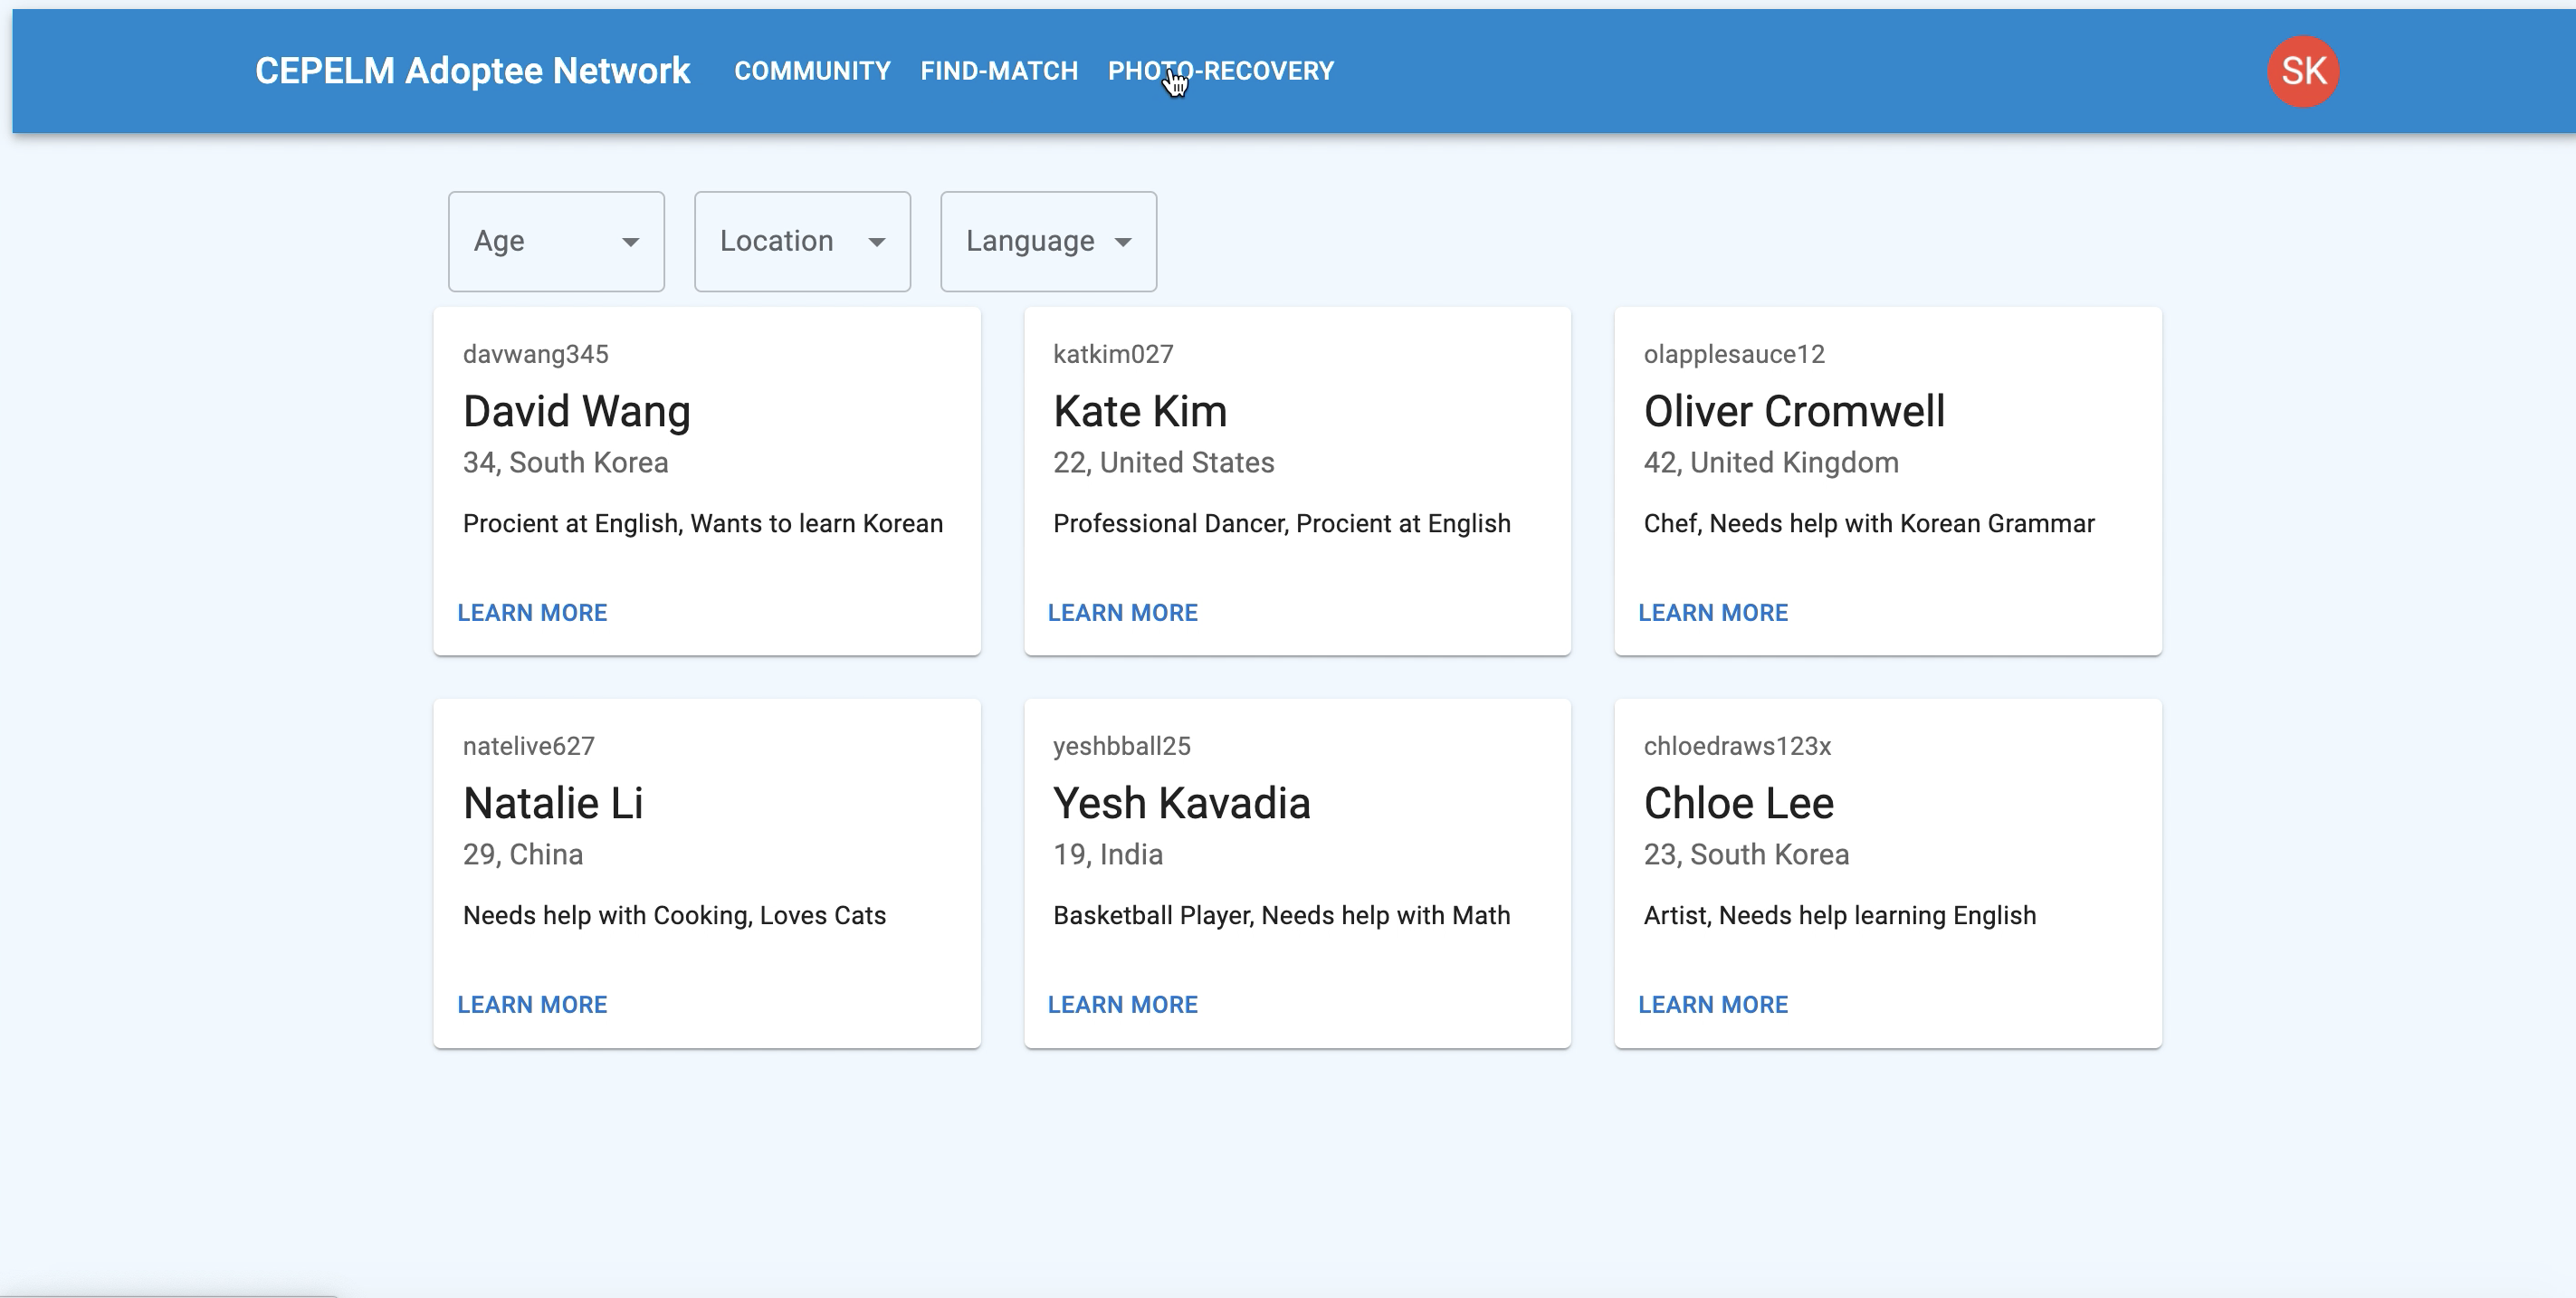 CEPELM Adoptee Network COMMUNITY FIND-MATCH PHOTO-RECOVERY SK
Age Location Language
davwang345
David Wang
34, South Korea
Procient at English, Wants to learn Korean
LEARN MORE
katkim027
Kate Kim
22, United States
Professional Dancer, Procient at English
LEARN MORE
olapplesauce12
Oliver Cromwell
42, United Kingdom
Chef, Needs help with Korean Grammar
LEARN MORE
natelive627
Natalie Li
29, China
Needs help with Cooking, Loves Cats
LEARN MORE
yeshbball25
Yesh Kavadia
19, India
Basketball Player, Needs help with Math
LEARN MORE
chloedraws123x
Chloe Lee
23, South Korea
Artist, Needs help learning English
LEARN MORE